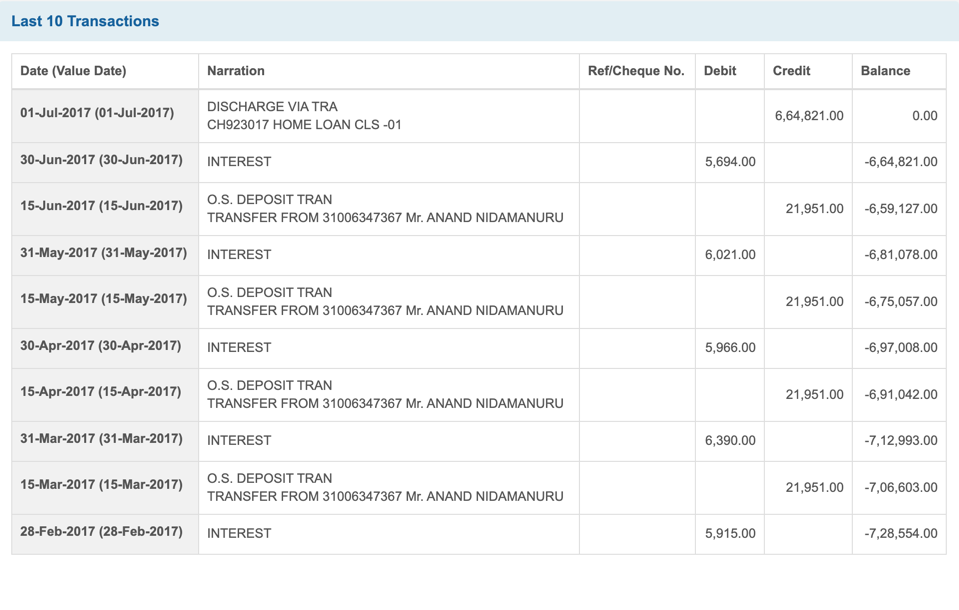 Last 10 Transactions
Date (Value Date) Narration Ref/Cheque No. Debit Credit Balance
01-Jul-2017 (01-Jul-2017) DISCHARGE VIA TRA
CH923017 HOME LOAN CLS -01 6,64,821.00 0.00
30-Jun-2017 (30-Jun-2017) INTEREST 5,694.00 -6,64,821.00
15-Jun-2017 (15-Jun-2017) O.S. DEPOSIT TRAN
TRANSFER FROM 31006347367 Mr. ANAND NIDAMANURU 21,951.00 -6,59,127.00
31-May-2017 (31-May-2017) INTEREST 6,021.00 -6,81,078.00
15-May-2017 (15-May-2017) O.S. DEPOSIT TRAN
TRANSFER FROM 31006347367 Mr. ANAND NIDAMANURU 21,951.00 -6,75,057.00
30-Apr-2017 (30-Apr-2017) INTEREST 5,966.00 -6,97,008.00
15-Apr-2017 (15-Apr-2017) O.S. DEPOSIT TRAN
TRANSFER FROM 31006347367 Mr. ANAND NIDAMANURU 21,951.00 -6,91,042.00
31-Mar-2017 (31-Mar-2017) INTEREST 6,390.00 -7,12,993.00
15-Mar-2017 (15-Mar-2017) O.S. DEPOSIT TRAN
TRANSFER FROM 31006347367 Mr. ANAND NIDAMANURU 21,951.00 -7,06,603.00
28-Feb-2017 (28-Feb-2017) INTEREST 5,915.00 -7,28,554.00